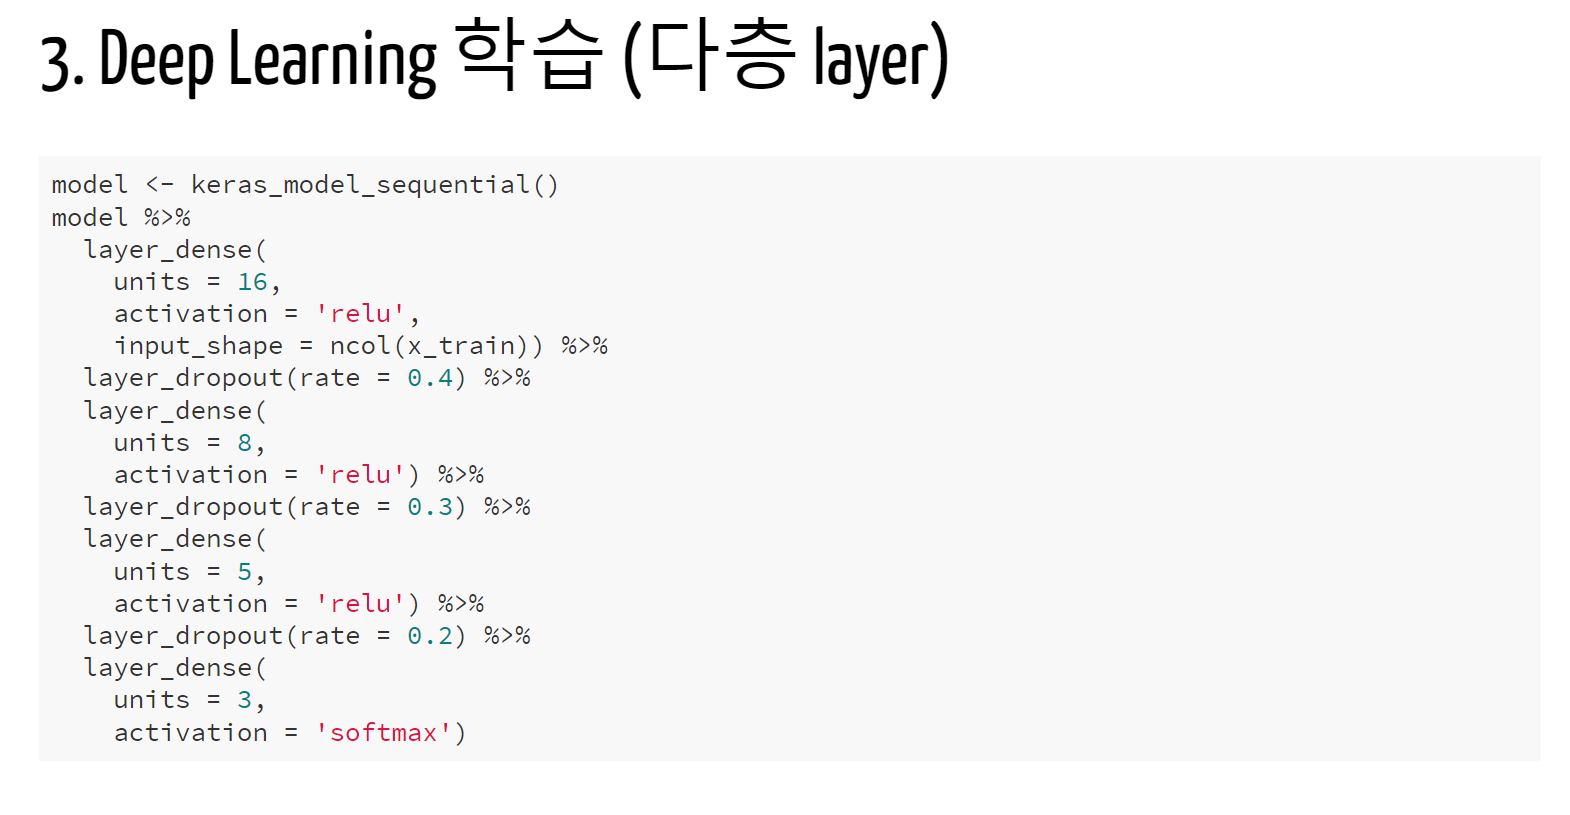 3. Deep Learning 학습 (다층 layer)
model <- keras_model_sequential()
model %>%
  layer_dense(
    units = 16,
    activation = 'relu',
    input_shape = ncol(x_train)) %>%
  layer_dropout(rate = 0.4) %>%
  layer_dense(
    units = 8,
    activation = 'relu') %>%
  layer_dropout(rate = 0.3) %>%
  layer_dense(
    units = 5,
    activation = 'relu') %>%
  layer_dropout(rate = 0.2) %>%
  layer_dense(
    units = 3,
    activation = 'softmax')